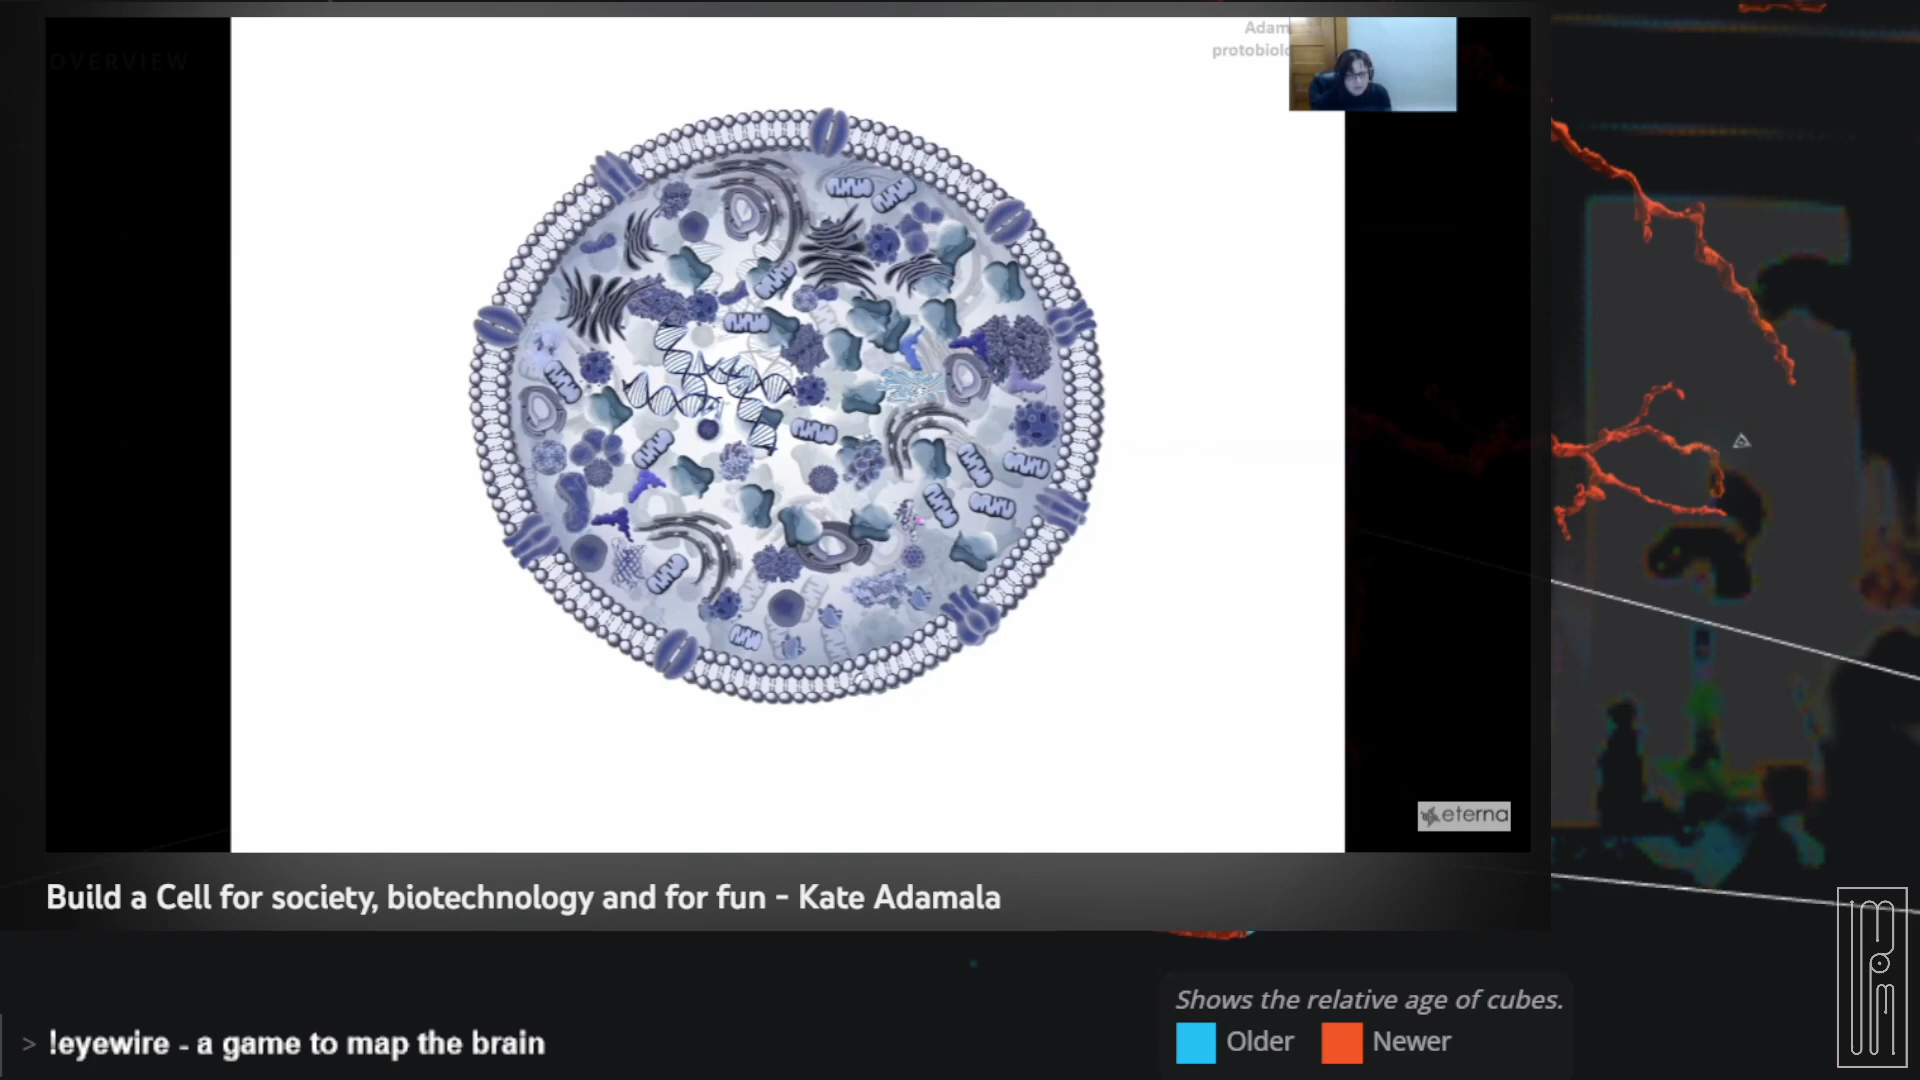 OVERVIEW
Adam
protobiolo
eterna
Build a Cell for society, biotechnology and for fun - Kate Adamala
> !eyewire - a game to map the brain
Shows the relative age of cubes.
Older
Newer